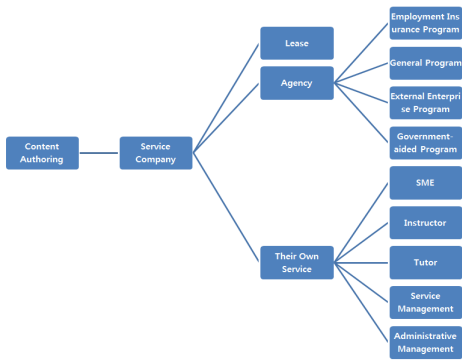 Content
Authoring
Service
Company
Lease
Agency
Employment Ins
urance Program
General Program
External Enterpri
se Program
Government-
aided Program
Their Own
Service
SME
Instructor
Tutor
Service
Management
Administrative
Management